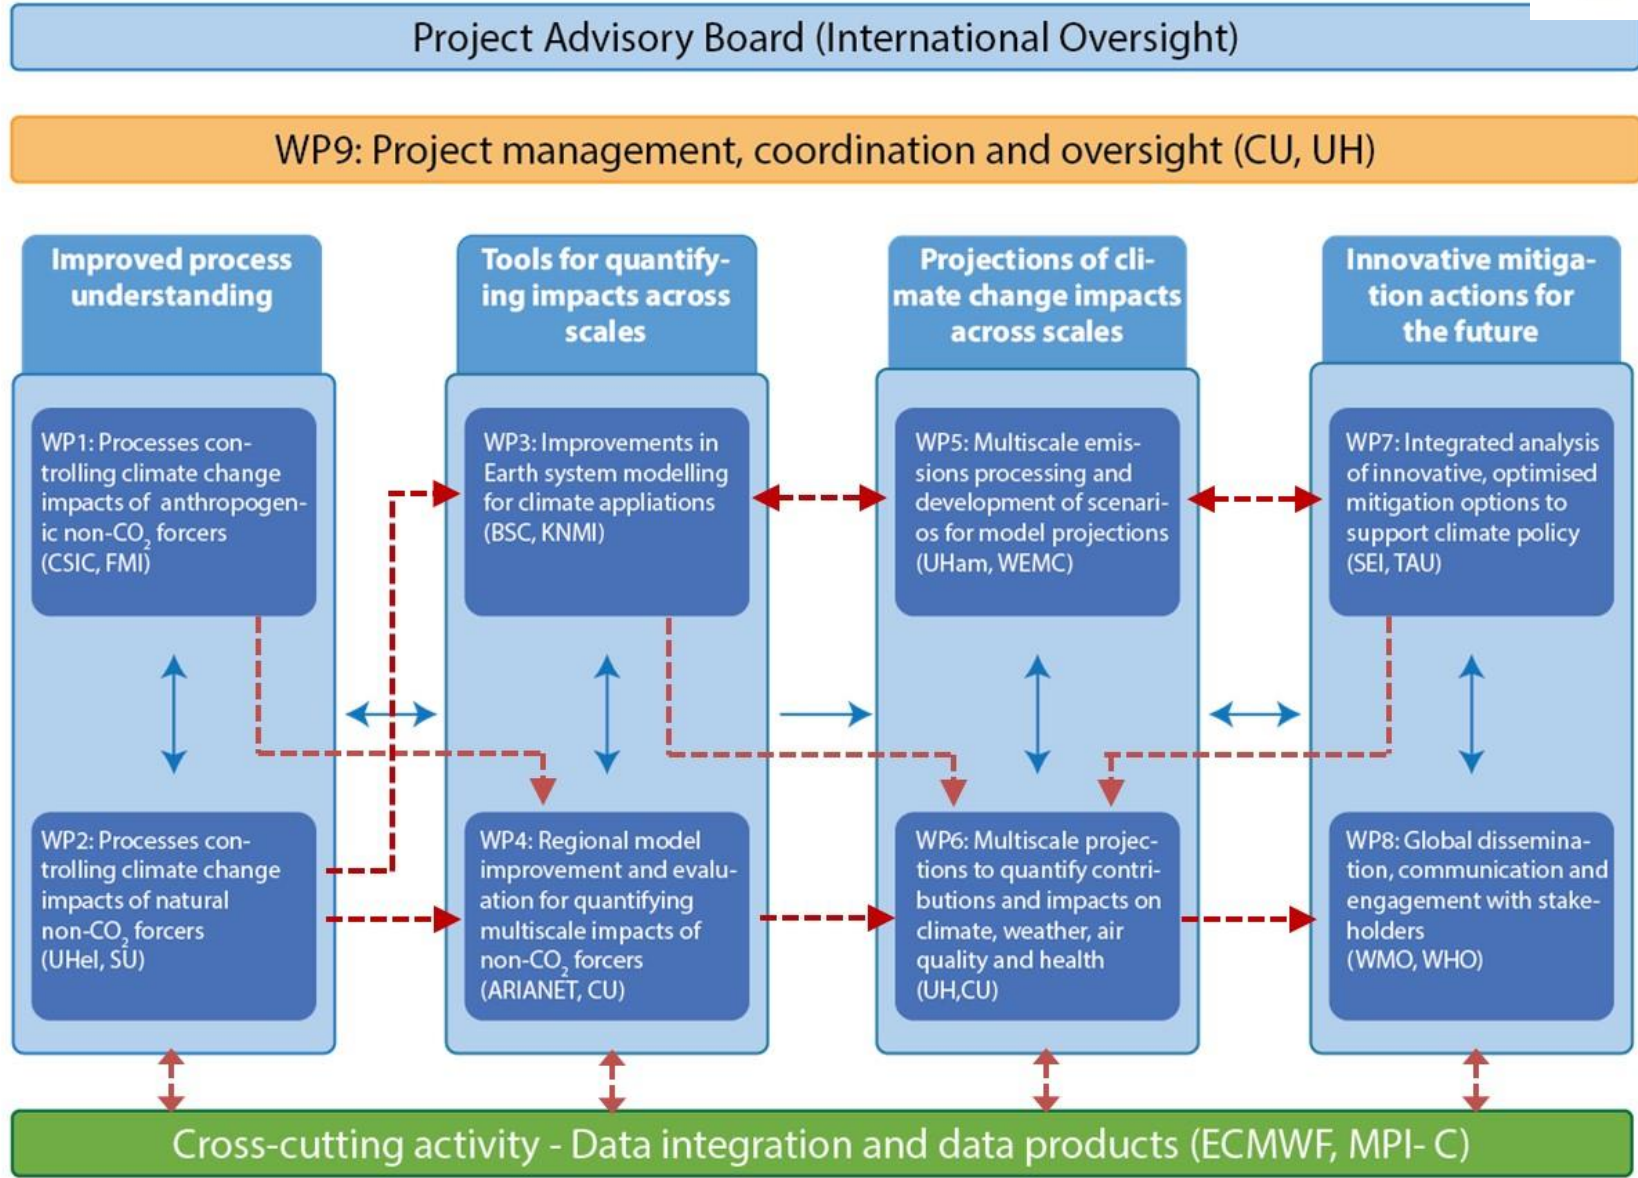 Project Advisory Board (International Oversight)
WP9: Project management, coordination and oversight (CU, UH)
Improved process
understanding
Tools for quantify-
ing impacts across
scales
Projections of cli-
mate change impacts
across scales
Innovative mitiga-
tion actions for
the future
WP1: Processes con-
trolling climate change
impacts of anthropogen-
ic non-CO₂ forcers
(CSIC, FMI)
WP3: Improvements in
Earth system modelling
for climate appliations
(BSC, KNMI)
WP5: Multiscale emis-
sions processing and
development of scenari-
os for model projections
(UHam, WEMC)
WP7: Integrated analysis
of innovative, optimised
mitigation options to
support climate policy
(SEI, TAU)
WP2: Processes con-
trolling climate change
impacts of natural
non-CO₂ forcers
(UHel, SU)
WP4: Regional model
improvement and evalu-
ation for quantifying
multiscale impacts of
non-CO₂ forcers
(ARIANET, CU)
WP6: Multiscale projec-
tions to quantify contri-
butions and impacts on
climate, weather, air
quality and health
(UH,CU)
WP8: Global dissemina-
tion, communication and
engagement with stake-
holders
(WMO, WHO)
Cross-cutting activity - Data integration and data products (ECMWF, MPI- C)